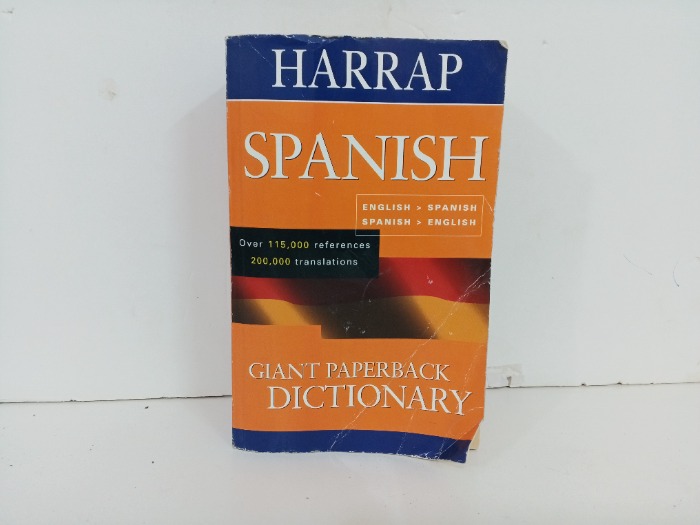 HARRAP
SPANISH
ENGLISH > SPANISH
SPANISH > ENGLISH
Over 115,000 references
200,000 translations
GIANT PAPERBACK
DICTIONARY